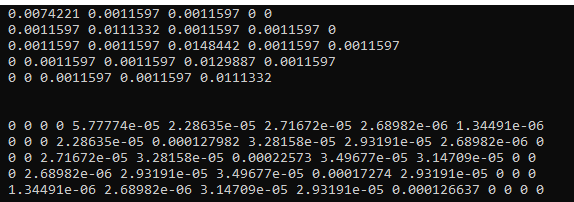 0.0074221 0.0011597 0.0011597 0 0
0.0011597 0.0111332 0.0011597 0.0011597 0
0.0011597 0.0011597 0.0148442 0.0011597 0.0011597
0 0.0011597 0.0011597 0.0129887 0.0011597
0 0 0.0011597 0.0011597 0.0111332
0 0 0 0 5.77774e-05 2.28635e-05 2.71672e-05 2.68982e-06 1.34491e-06
0 0 0 2.28635e-05 0.000127982 3.28158e-05 2.93191e-05 2.68982e-06 0
0 0 2.71672e-05 3.28158e-05 0.00022573 3.49677e-05 3.14709e-05 0 0
0 2.68982e-06 2.93191e-05 3.49677e-05 0.00017274 2.93191e-05 0 0 0
1.34491e-06 2.68982e-06 3.14709e-05 2.93191e-05 0.000126637 0 0 0 0